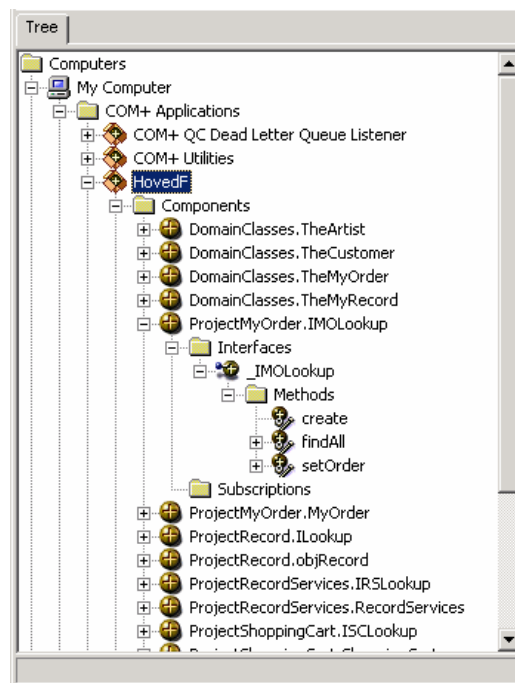 Tree
Computers
My Computer
COM+ Applications
COM+ QC Dead Letter Queue Listener
COM+ Utilities
HovedF
Components
DomainClasses.TheArtist
DomainClasses.TheCustomer
DomainClasses.TheMyOrder
DomainClasses.TheMyRecord
ProjectMyOrder.IMOLookup
Interfaces
_IMOLookup
Methods
create
findAll
setOrder
Subscriptions
ProjectMyOrder.MyOrder
ProjectRecord.ILookup
ProjectRecord.objRecord
ProjectRecordServices.IRSLookup
ProjectRecordServices.RecordServices
ProjectShoppingCart.ISCLookup